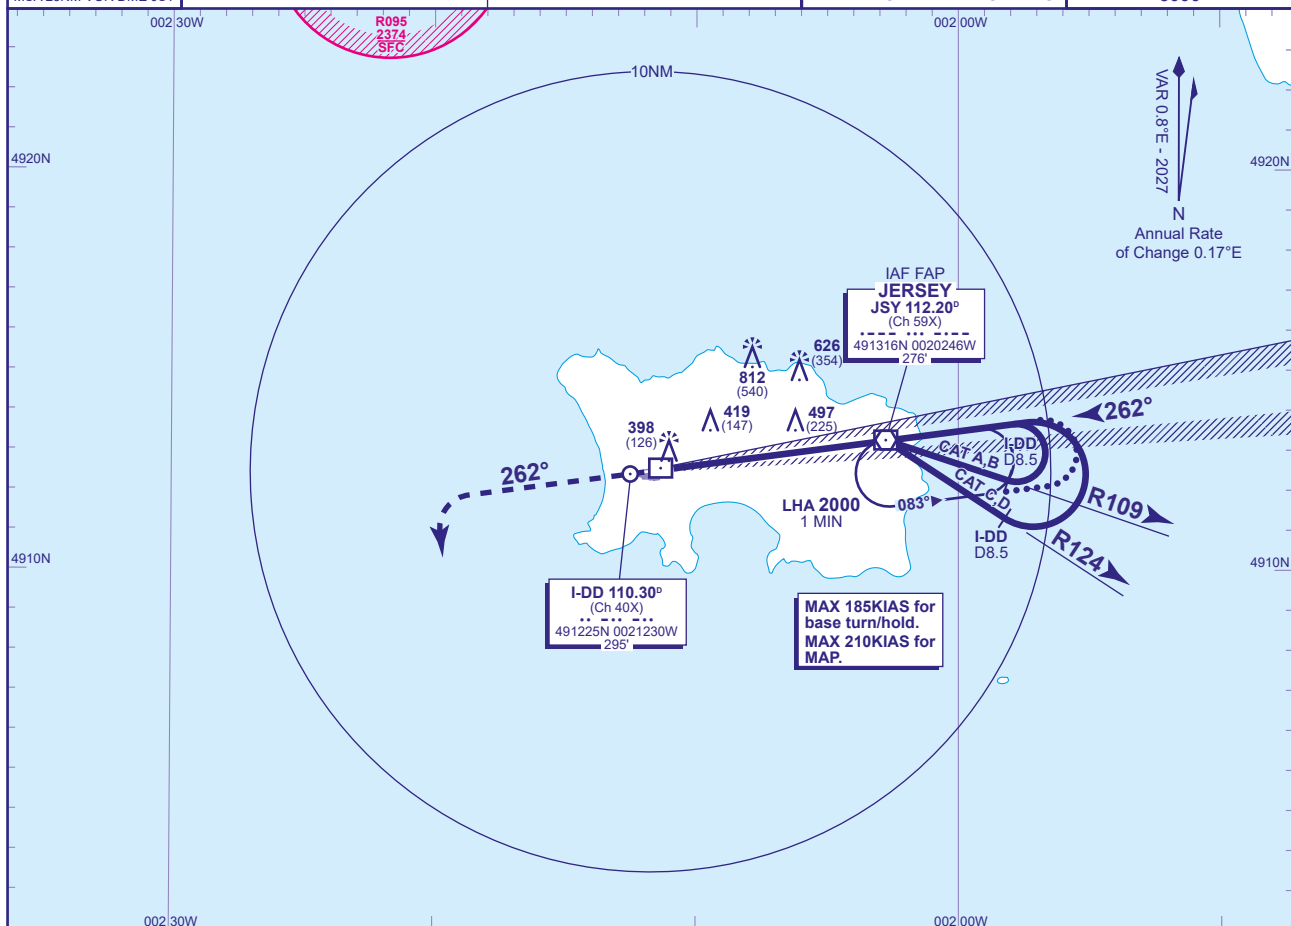 002 30W
R095
2374
SFC
002 00W
10NM
VAR 0.8°E - 2027
4920N
4920N
N
Annual Rate
of Change 0.17°E
IAF FAP
JERSEY
JSY 112.20ᴰ
(Ch 59X)
491316N 0020246W
276'
626
(354)
812
(540)
419
(147)
497
(225)
398
(126)
262°
262°
I-DD
D8.5
CAT A,B
CAT C,D
LHA 2000
1 MIN
083°
R109
I-DD
D8.5
R124
4910N
4910N
I-DD 110.30ᴰ
(Ch 40X)
491225N 0021230W
295'
MAX 185KIAS for
base turn/hold.
MAX 210KIAS for
MAP.
002 30W
002 00W